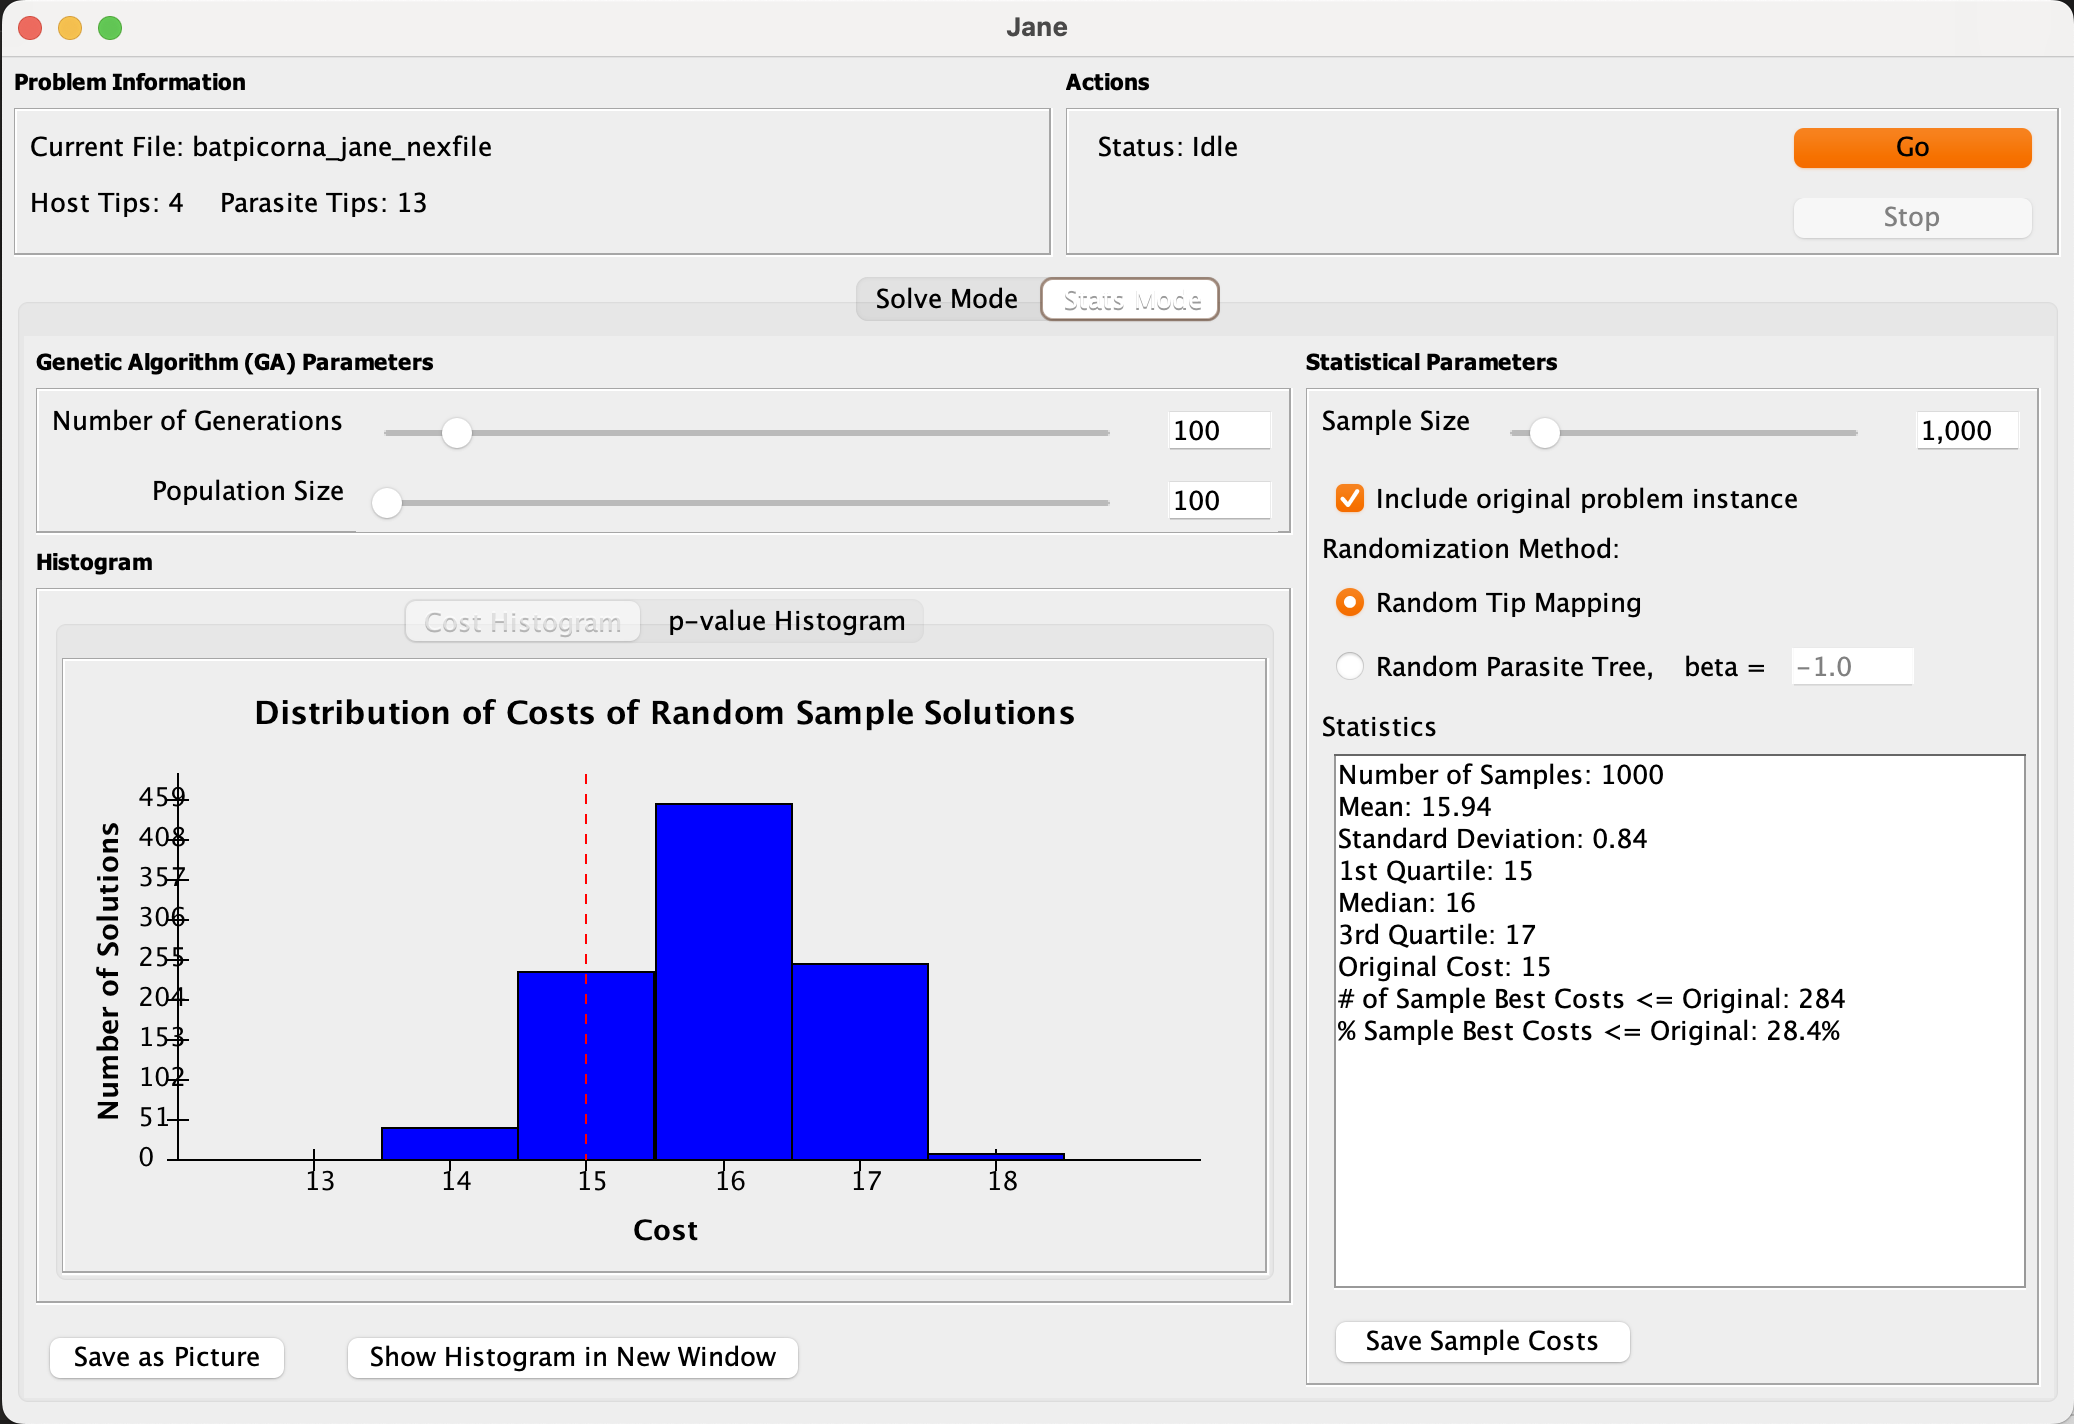 Jane
Problem Information
Current File: batpicorna_jane_nexfile
Host Tips: 4 Parasite Tips: 13
Actions
Status: Idle
Go
Stop
Solve Mode
Stats Mode
Genetic Algorithm (GA) Parameters
Number of Generations
100
Population Size
100
Histogram
Cost Histogram
p-value Histogram
Distribution of Costs of Random Sample Solutions
Number of Solutions
459
408
357
306
255
204
153
102
51
0
13 14 15 16 17 18
Cost
Save as Picture
Show Histogram in New Window
Statistical Parameters
Sample Size
1,000
Include original problem instance
Randomization Method:
Random Tip Mapping
Random Parasite Tree, beta = -1.0
Statistics
Number of Samples: 1000
Mean: 15.94
Standard Deviation: 0.84
1st Quartile: 15
Median: 16
3rd Quartile: 17
Original Cost: 15
# of Sample Best Costs <= Original: 284
% Sample Best Costs <= Original: 28.4%
Save Sample Costs